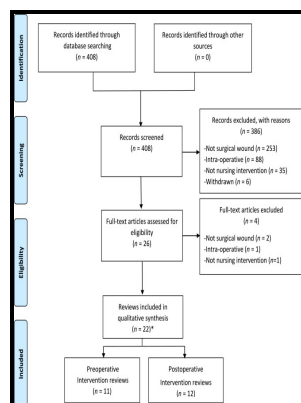 Identification
Records identified through
database searching
(n = 408)
Records identified through other
sources
(n = 0)
Screening
Records screened
(n = 408)
Records excluded, with reasons
(n = 386)
-Not surgical wound (n = 253)
-Intra-operative (n = 88)
-Not nursing intervention (n = 35)
-Withdrawn (n = 6)
Eligibility
Full-text articles assessed for
eligibility
(n = 26)
Full-text articles excluded
(n = 4)
-Not surgical wound (n = 2)
-Intra-operative (n = 1)
-Not nursing intervention (n=1)
Included
Reviews included in
qualitative synthesis
(n = 22)*
Preoperative
Intervention reviews
(n = 11)
Postoperative
Intervention reviews
(n = 12)